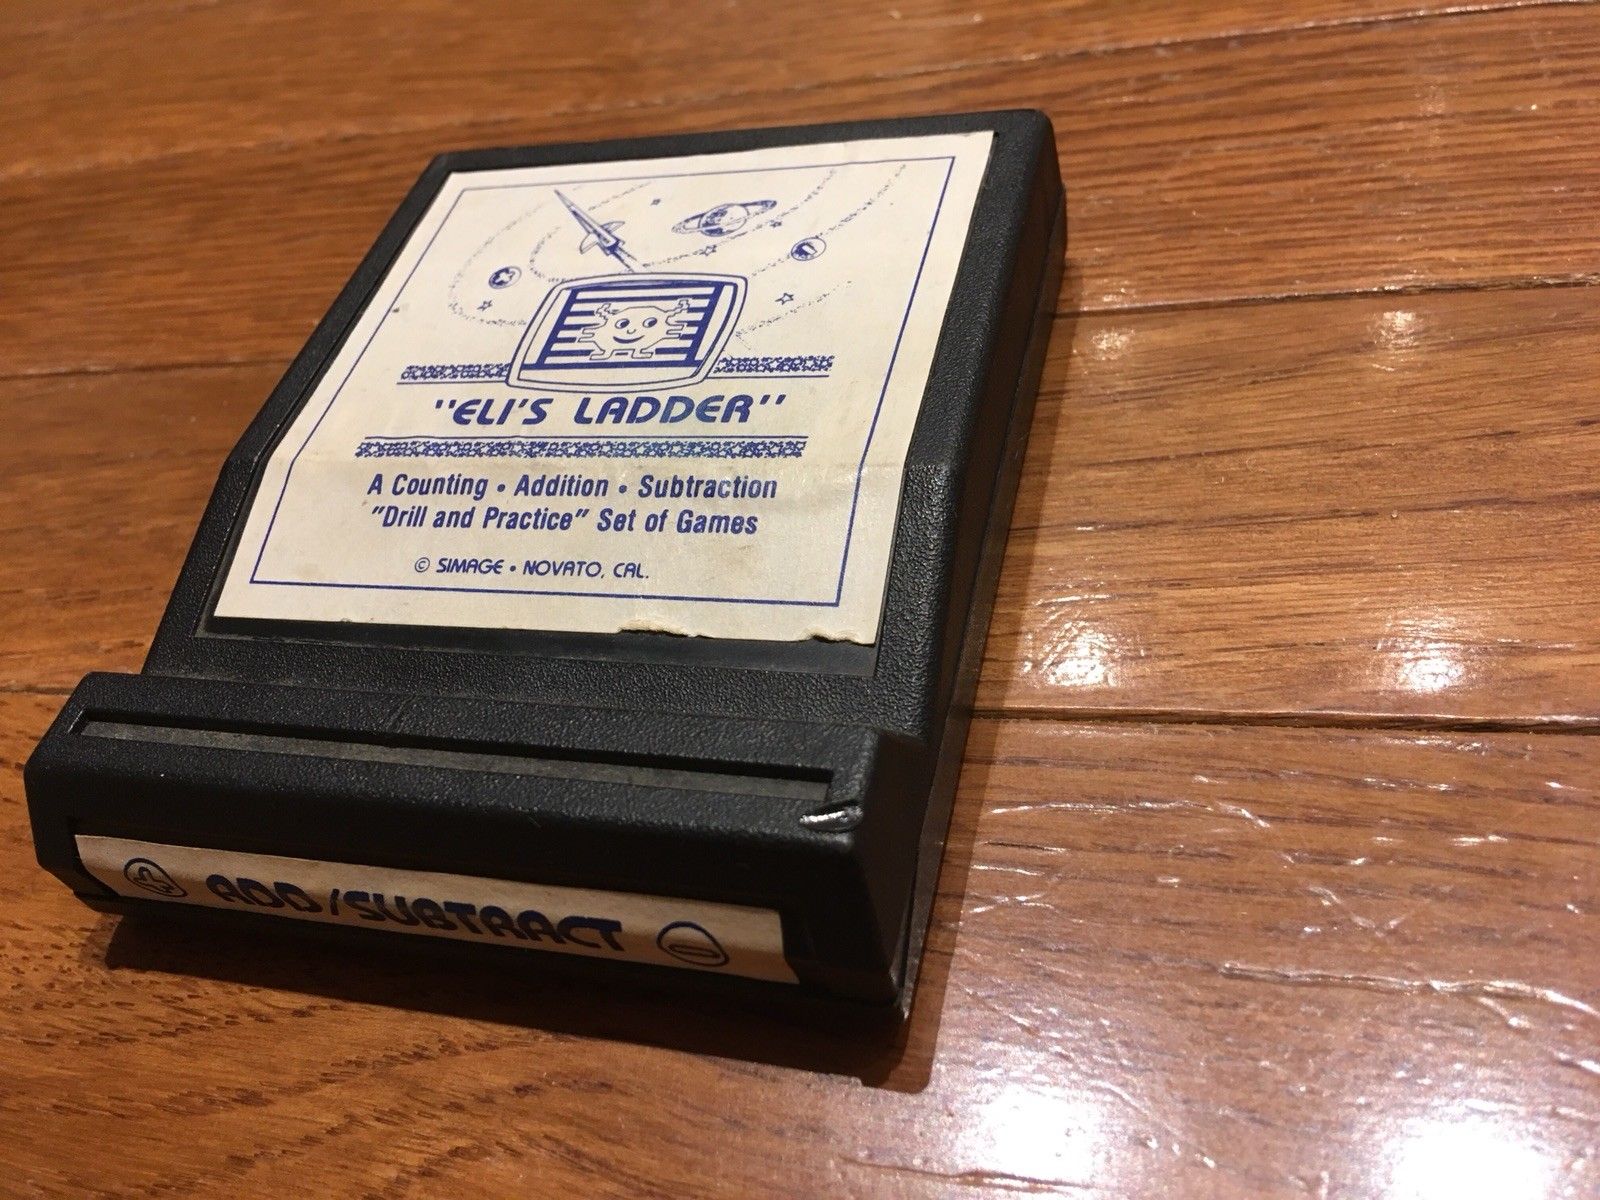 "ELI'S LADDER"
A Counting • Addition • Subtraction
"Drill and Practice" Set of Games
© SIMAGE • NOVATO, CAL.
+ ADD/SUBTRACT −